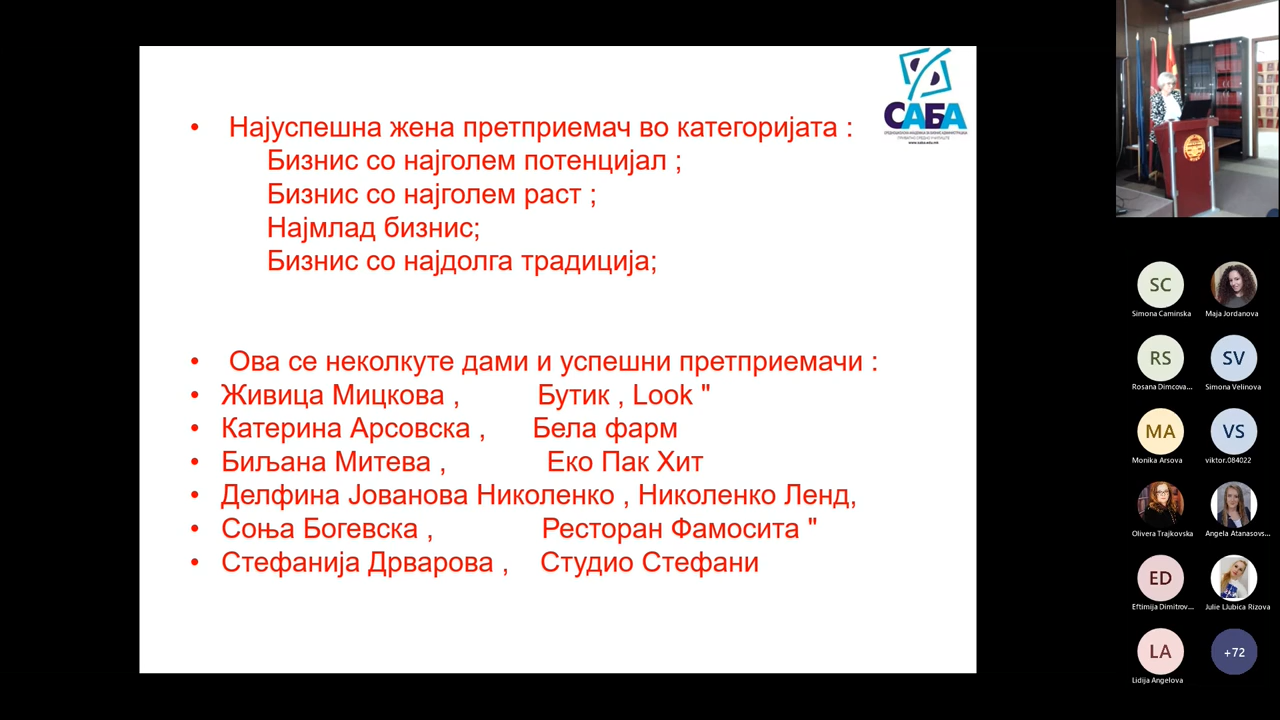 • Најуспешна жена претприемач во категоријата :
Бизнис со најголем потенцијал ;
Бизнис со најголем раст ;
Најмлад бизнис;
Бизнис со најдолга традиција;
• Ова се неколкуте дами и успешни претприемачи :
• Живица Мицкова , Бутик , Look "
• Катерина Арсовска , Бела фарм
• Биљана Митева , Еко Пак Хит
• Делфина Јованова Николенко , Николенко Ленд,
• Соња Богевска , Ресторан Фамосита "
• Стефанија Дрварова , Студио Стефани
САБА
www.saba.edu.mk
SC
Simona Caminska
Maja Jordanova
RS
SV
Rosana Dimcova...
Simona Velinova
MA
VS
Monika Arsova
viktor.084022
Olivera Trajkovska
Angela Atanasovs...
ED
Eftimija Dimitrov...
Julie LJubica Rizova
LA
+72
Lidija Angelova